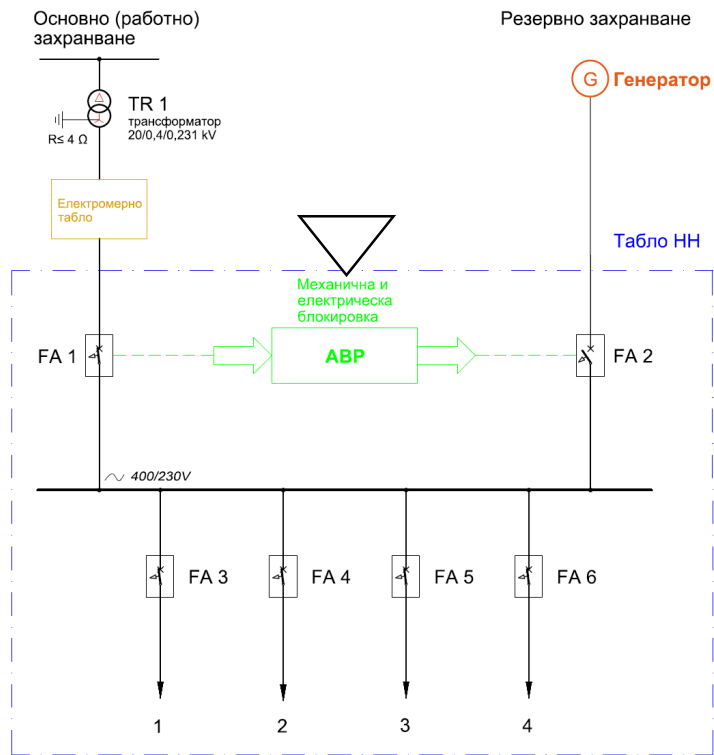 Основно (работно)
захранване
Резервно захранване
G
Генератор
TR 1
трансформатор
20/0,4/0,231 kV
R≤ 4 Ω
Електромерно
табло
Табло НН
Механична и
електрическа
блокировка
FA 1
АВР
FA 2
400/230V
FA 3
FA 4
FA 5
FA 6
1
2
3
4